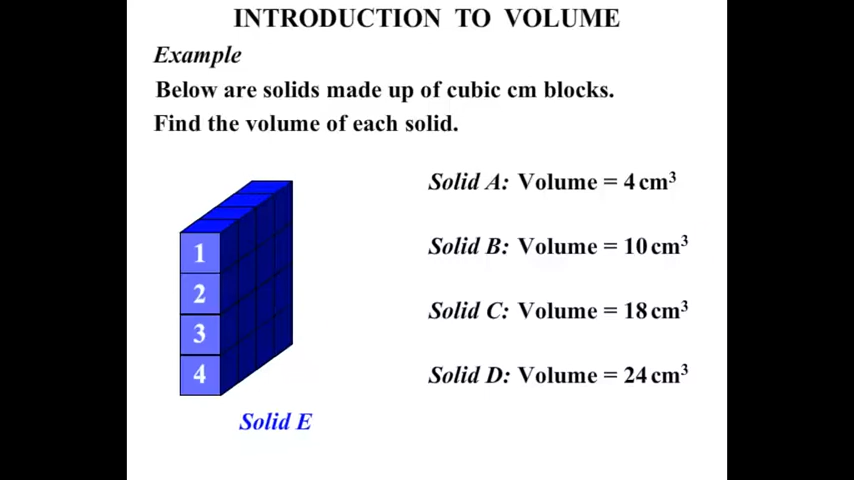 INTRODUCTION TO VOLUME
Example
Below are solids made up of cubic cm blocks.
Find the volume of each solid.
Solid A: Volume = 4 cm³
Solid B: Volume = 10 cm³
Solid C: Volume = 18 cm³
Solid D: Volume = 24 cm³
1
2
3
4
Solid E